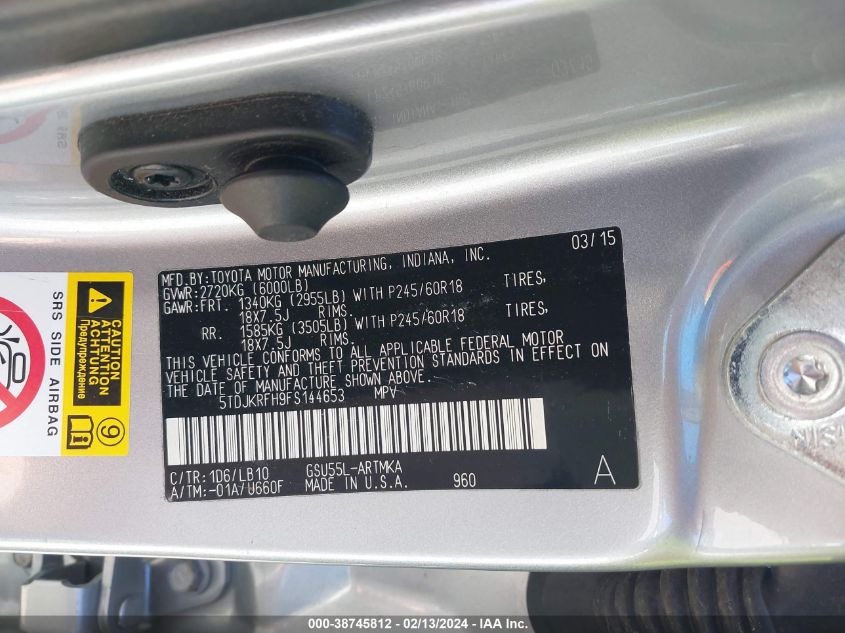 MFD.BY:TOYOTA MOTOR MANUFACTURING, INDIANA, INC. 03/15
GVWR:2720KG (6000LB)
GAWR:FRT. 1340KG (2955LB) WITH P245/60R18 TIRES,
18X7.5J RIMS.
RR. 1585KG (3505LB) WITH P245/60R18 TIRES,
18X7.5J RIMS.
THIS VEHICLE CONFORMS TO ALL APPLICABLE FEDERAL MOTOR
VEHICLE SAFETY AND THEFT PREVENTION STANDARDS IN EFFECT ON
THE DATE OF MANUFACTURE SHOWN ABOVE.
5TDJKRFH9FS144653 MPV
C/TR:1D6/LB10 GSU55L-ARTMKA
A/TM:-01A/U660F MADE IN U.S.A. 960 A
SRS SIDE AIRBAG
CAUTION
ATTENTION
ACHTUNG
Предупреждение
9
000-38745812 - 02/13/2024 - IAA Inc.